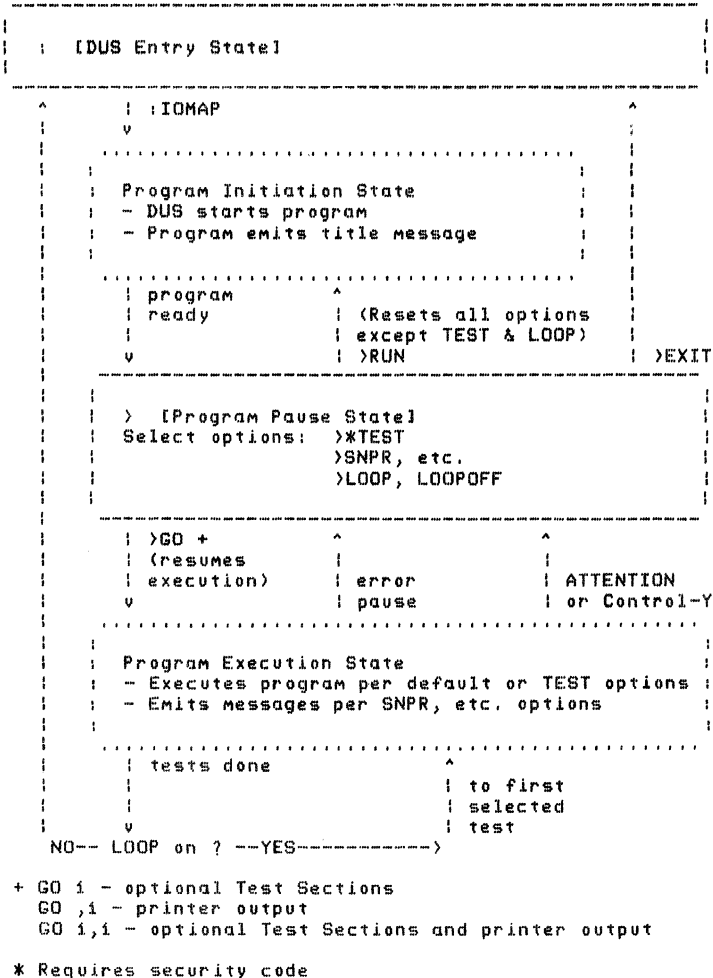 : [DUS Entry State]
:IOMAP
Program Initiation State
- DUS starts program
- Program emits title message
program
ready
(Resets all options
except TEST & LOOP)
>RUN
>EXIT
> [Program Pause State]
Select options: >*TEST
>SNPR, etc.
>LOOP, LOOPOFF
>GO +
(resumes
execution)
error
pause
ATTENTION
or Control-Y
Program Execution State
- Executes program per default or TEST options
- Emits messages per SNPR, etc. options
tests done
to first
selected
test
NO-- LOOP on ? --YES------------->
+ GO i - optional Test Sections
GO ,i - printer output
GO i,i - optional Test Sections and printer output
* Requires security code